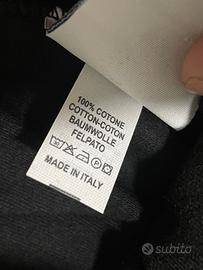 100% COTONE
COTTON-COTON
BAUMWOLLE
FELPATO
MADE IN ITALY
subito